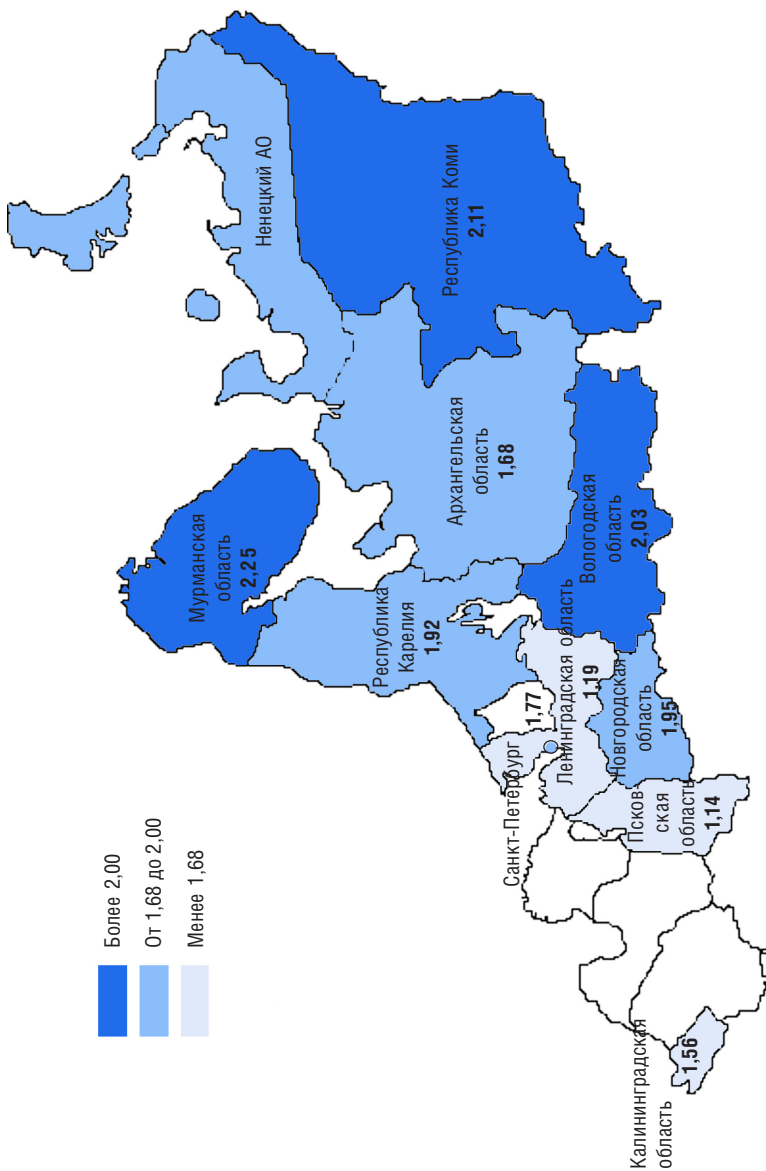 Более 2,00
От 1,68 до 2,00
Менее 1,68
Мурманская
область
2,25
Ненецкий АО
Республика Коми
2,11
Республика
Карелия
1,92
Архангельская
область
1,68
Санкт-Петербург
1,77
Ленинградская область
1,19
Вологодская
область
2,03
Новгородская
область
1,95
Псков-
ская
область
1,14
Калининградская
область
1,56